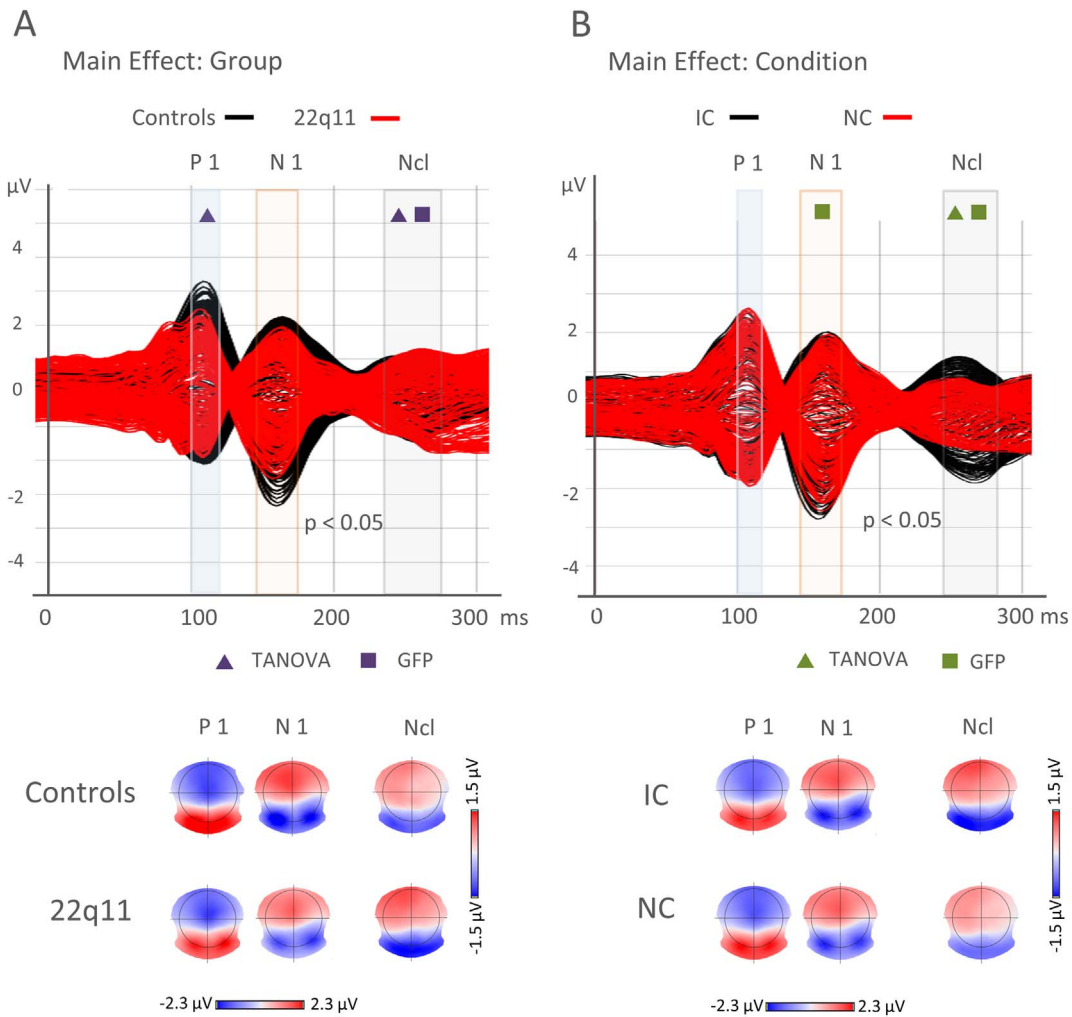 A
Main Effect: Group
Controls 22q11
P 1 N 1 Ncl
µV
4
2
0
-2
-4
p < 0.05
0 100 200 300 ms
TANOVA GFP
P 1 N 1 Ncl
Controls
22q11
1.5 µV
-1.5 µV
-2.3 µV 2.3 µV
B
Main Effect: Condition
IC NC
P 1 N 1 Ncl
µV
4
2
0
-2
-4
p < 0.05
0 100 200 300 ms
TANOVA GFP
P 1 N 1 Ncl
IC
NC
1.5 µV
-1.5 µV
-2.3 µV 2.3 µV